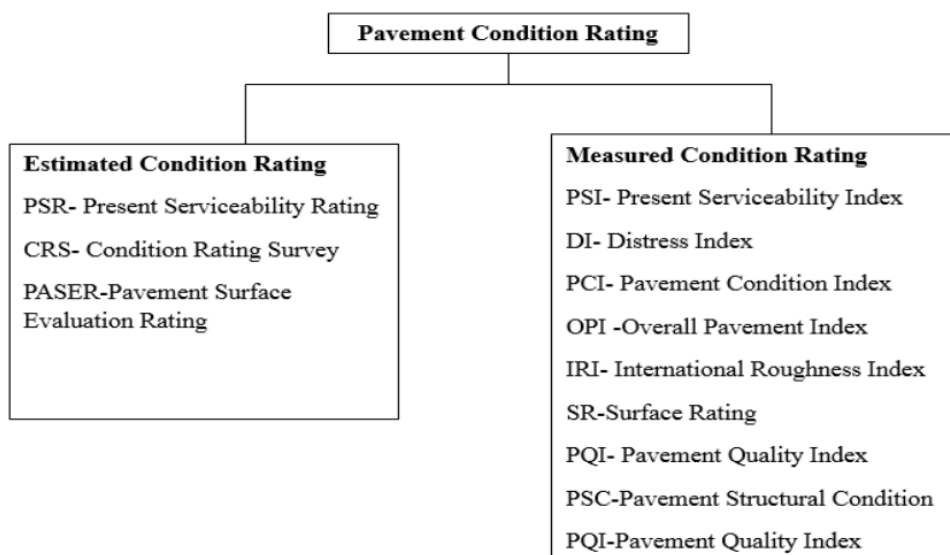 Pavement Condition Rating
Estimated Condition Rating
PSR- Present Serviceability Rating
CRS- Condition Rating Survey
PASER-Pavement Surface
Evaluation Rating
Measured Condition Rating
PSI- Present Serviceability Index
DI- Distress Index
PCI- Pavement Condition Index
OPI -Overall Pavement Index
IRI- International Roughness Index
SR-Surface Rating
PQI- Pavement Quality Index
PSC-Pavement Structural Condition
PQI-Pavement Quality Index